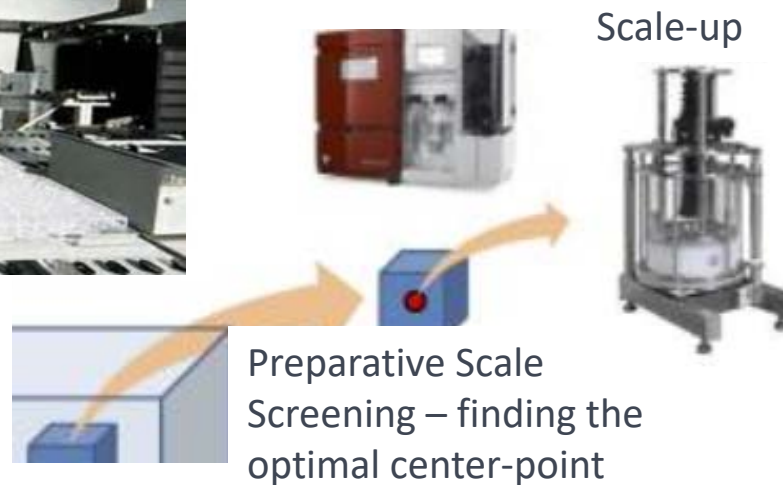 Scale-up
Preparative Scale
Screening – finding the
optimal center-point